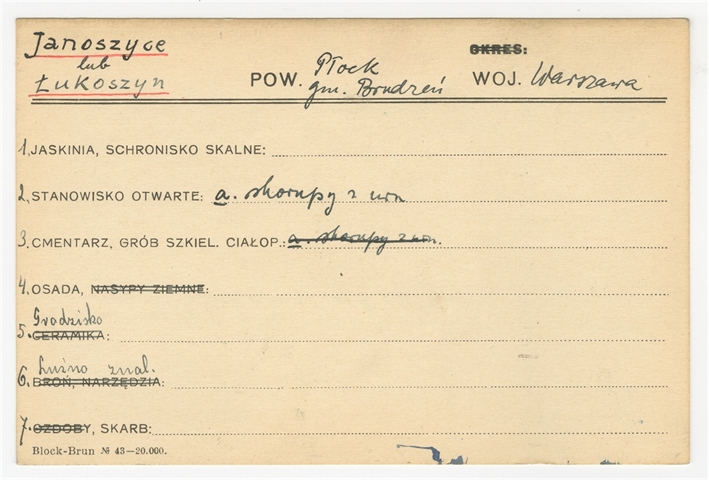 Janoszyce
lub
Łukoszyn
POW. Płock
gm. Brudzeń
OKRES:
WOJ. Warszawa
1. JASKINIA, SCHRONISKO SKALNE:
2. STANOWISKO OTWARTE: a. skorupy z urn
3. CMENTARZ, GRÓB SZKIEL. CIAŁOP.: a. skorupy z urn.
4. OSADA, NASYPY ZIEMNE:
Grodzisko
5. CERAMIKA:
Luźno znal.
6. BROŃ, NARZĘDZIA:
7. OZDOBY, SKARB:
Block-Brun № 43—20.000.